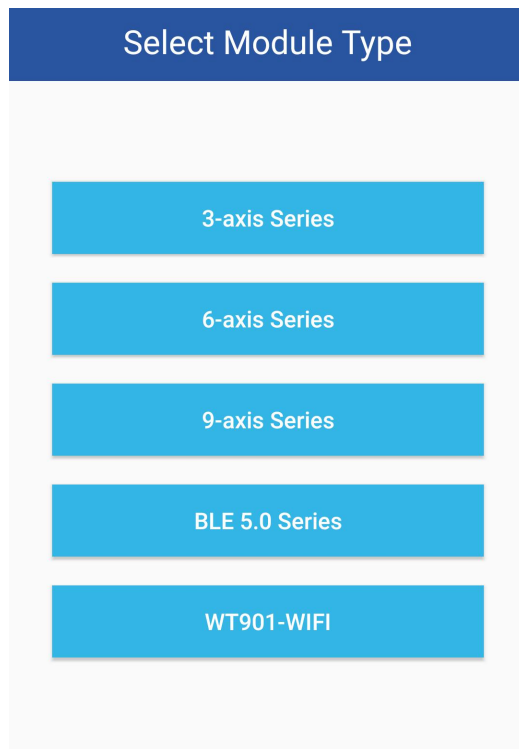 Select Module Type
3-axis Series
6-axis Series
9-axis Series
BLE 5.0 Series
WT901-WIFI